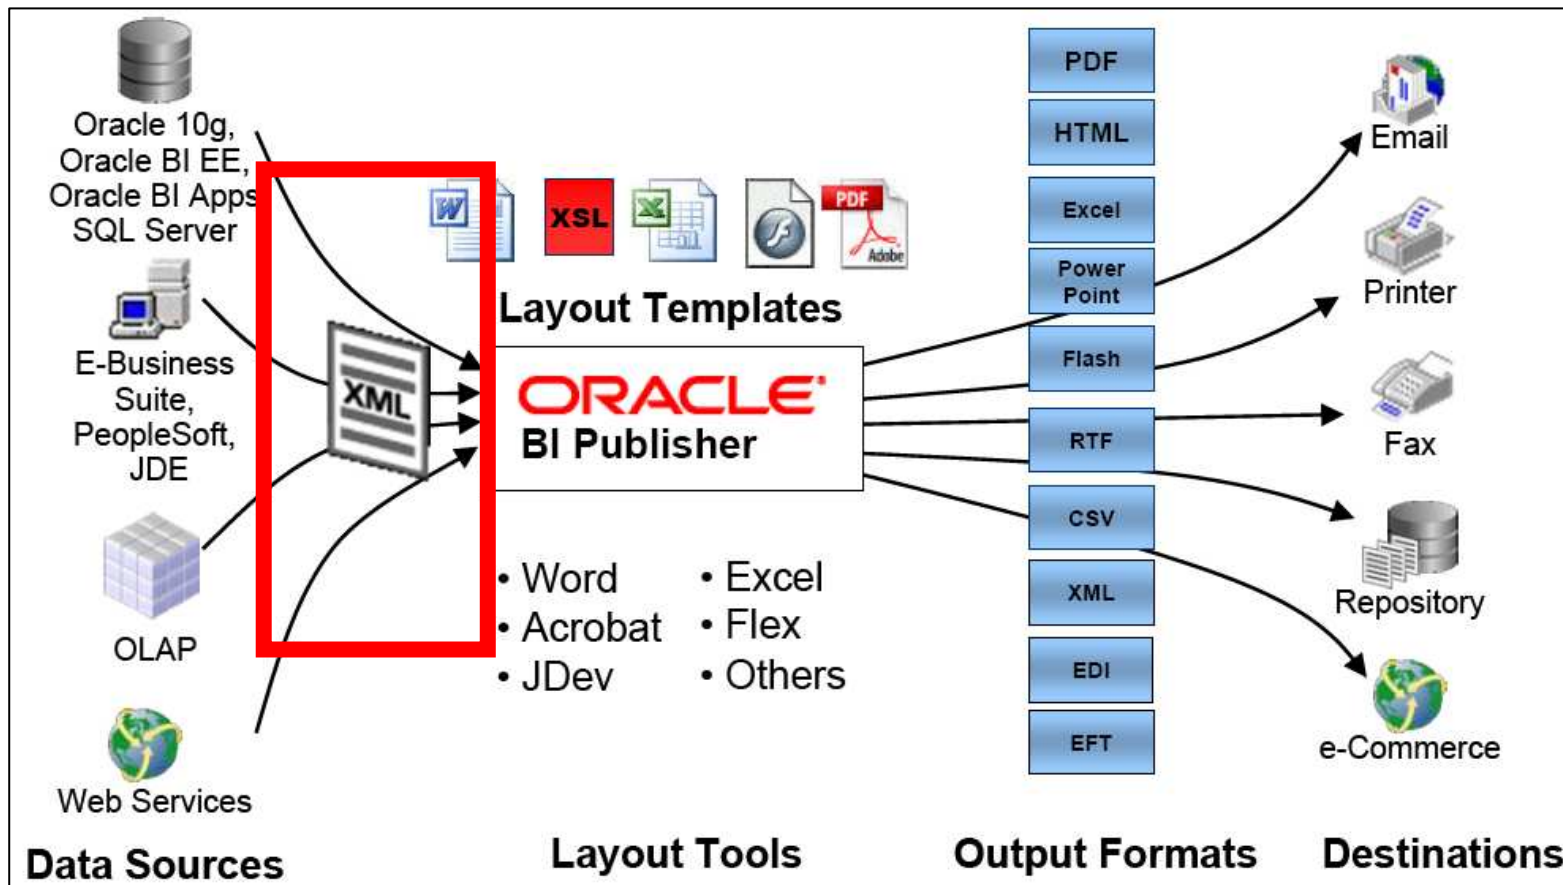 Oracle 10g,
Oracle BI EE,
Oracle BI Apps
SQL Server
E-Business
Suite,
PeopleSoft,
JDE
OLAP
Web Services
Data Sources
XML
W
XSL
X
PDF
Adobe
Layout Templates
ORACLE®
BI Publisher
• Word
• Acrobat
• JDev
• Excel
• Flex
• Others
Layout Tools
PDF
HTML
Excel
Power
Point
Flash
RTF
CSV
XML
EDI
EFT
Output Formats
Email
Printer
Fax
Repository
e-Commerce
Destinations